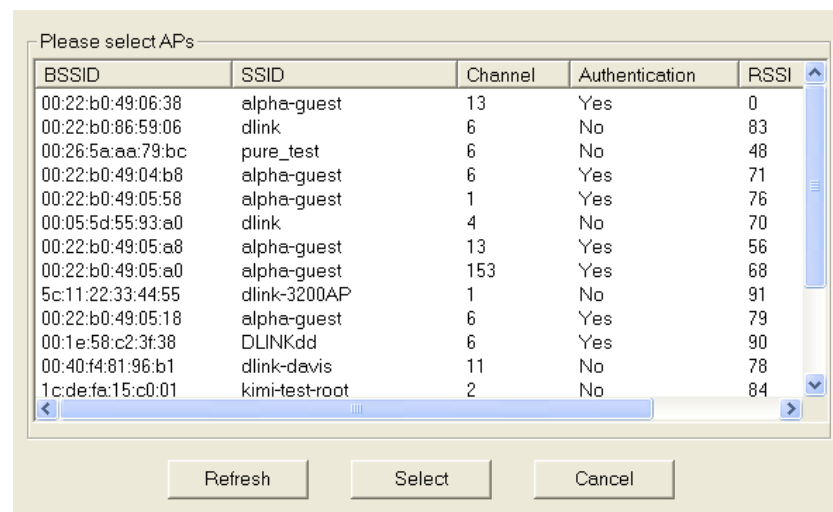 Please select APs
BSSID SSID Channel Authentication RSSI
00:22:b0:49:06:38 alpha-guest 13 Yes 0
00:22:b0:86:59:06 dlink 6 No 83
00:26:5a:aa:79:bc pure_test 6 No 48
00:22:b0:49:04:b8 alpha-guest 6 Yes 71
00:22:b0:49:05:58 alpha-guest 1 Yes 76
00:05:5d:55:93:a0 dlink 4 No 70
00:22:b0:49:05:a8 alpha-guest 13 Yes 56
00:22:b0:49:05:a0 alpha-guest 153 Yes 68
5c:11:22:33:44:55 dlink-3200AP 1 No 91
00:22:b0:49:05:18 alpha-guest 6 Yes 79
00:1e:58:c2:3f:38 DLINKdd 6 Yes 90
00:40:f4:81:96:b1 dlink-davis 11 No 78
1c:de:fa:15:c0:01 kimi-test-root 2 No 84
Refresh Select Cancel